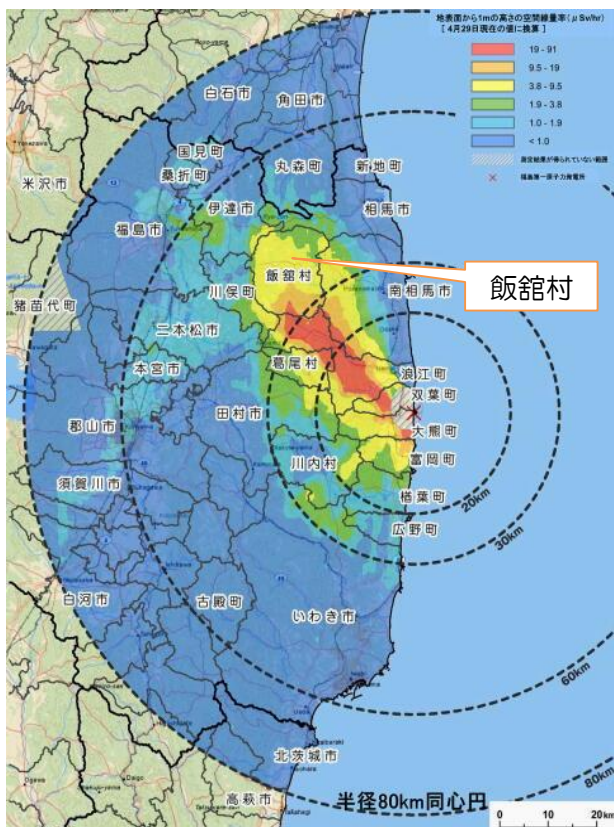 地表面から1mの高さの空間線量率(μSv/hr)
[ 4月29日現在の値に換算 ]
19 - 91
9.5 - 19
3.8 - 9.5
1.9 - 3.8
1.0 - 1.9
< 1.0
測定結果が得られていない範囲
福島第一原子力発電所
白石市
角田市
国見町
桑折町
丸森町
新地町
米沢市
伊達市
相馬市
福島市
飯舘村
飯舘村
川俣町
南相馬市
猪苗代町
二本松市
本宮市
葛尾村
浪江町
双葉町
田村市
大熊町
郡山市
川内村
富岡町
須賀川市
楢葉町
20km
広野町
30km
白河市
古殿町
いわき市
60km
北茨城市
80km
高萩市
半径80km同心円
Ogawa
Daigo
0 10 20km